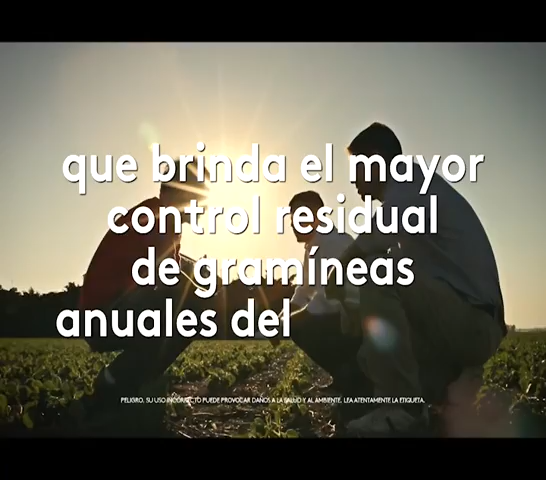 que brinda el mayor
control residual
de gramíneas
anuales del
PELIGRO. SU USO INCORRECTO PUEDE PROVOCAR DAÑOS A LA SALUD Y AL AMBIENTE. LEA ATENTAMENTE LA ETIQUETA.